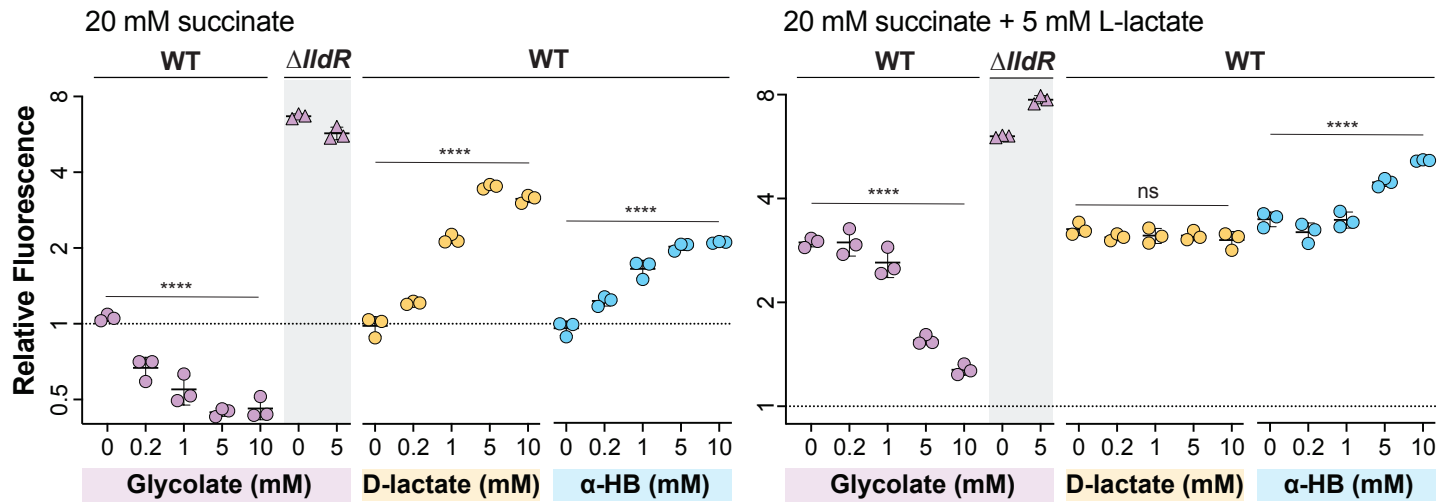 20 mM succinate
WT
ΔlldR
WT
Relative Fluorescence
8
4
2
1
0.5
****
****
****
0 0.2 1 5 10 0 5 0 0.2 1 5 10 0 0.2 1 5 10
Glycolate (mM)
D-lactate (mM)
α-HB (mM)
20 mM succinate + 5 mM L-lactate
WT
ΔlldR
WT
8
4
2
1
****
ns
****
0 0.2 1 5 10 0 5 0 0.2 1 5 10 0 0.2 1 5 10
Glycolate (mM)
D-lactate (mM)
α-HB (mM)